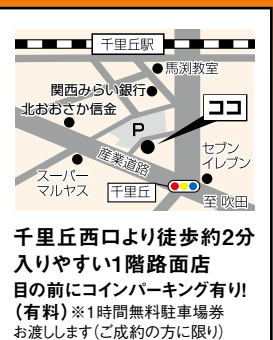 千里丘駅
馬渕教室
関西みらい銀行
北おおさか信金
ココ
P
産業道路
セブン
イレブン
スーパー
マルヤス
千里丘
至 吹田
千里丘西口より徒歩約2分
入りやすい1階路面店
目の前にコインパーキング有り!
(有料)※1時間無料駐車場券
お渡しします(ご成約の方に限り)